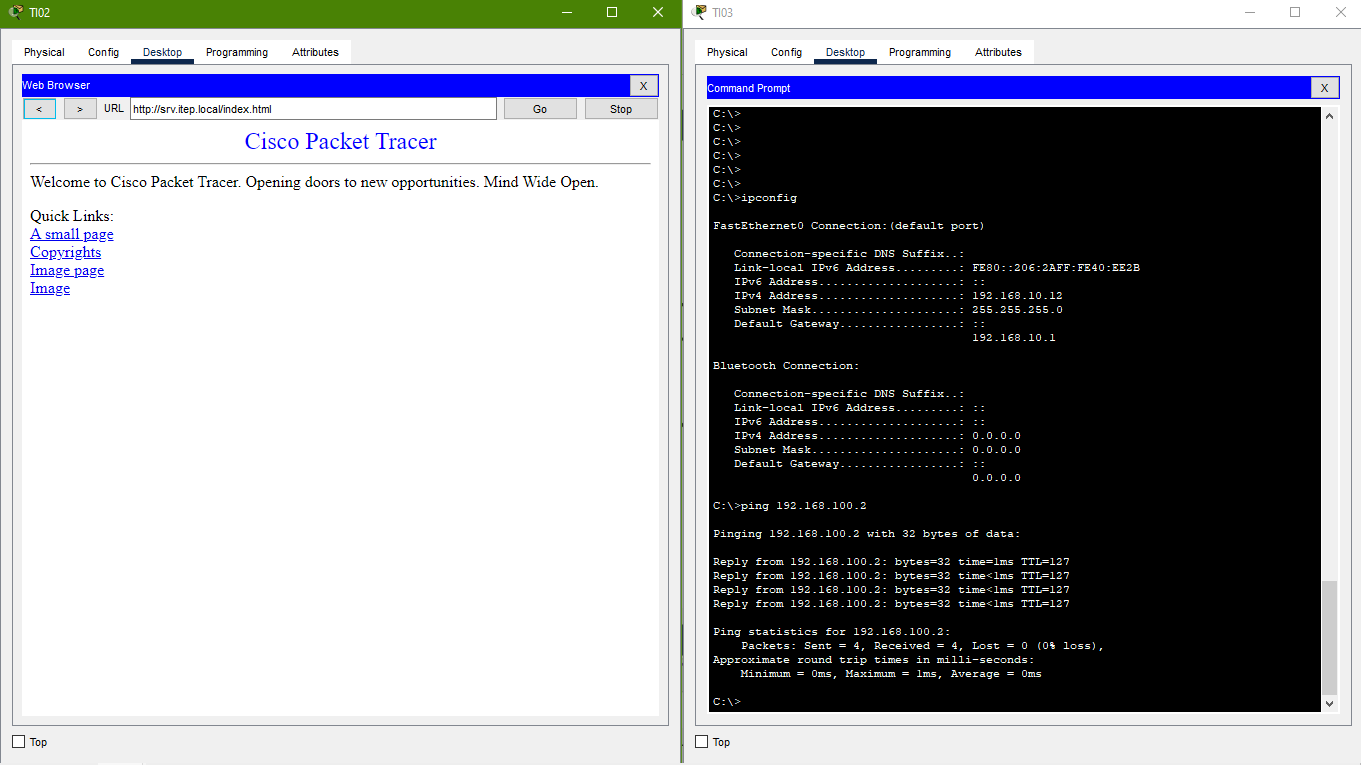 TI02
Physical Config Desktop Programming Attributes
Web Browser X
< > URL http://srv.itep.local/index.html Go Stop
Cisco Packet Tracer
Welcome to Cisco Packet Tracer. Opening doors to new opportunities. Mind Wide Open.
Quick Links:
A small page
Copyrights
Image page
Image
Top
TI03
Physical Config Desktop Programming Attributes
Command Prompt X
C:\>
C:\>
C:\>
C:\>
C:\>
C:\>
C:\>ipconfig
FastEthernet0 Connection:(default port)
Connection-specific DNS Suffix..:
Link-local IPv6 Address.........: FE80::206:2AFF:FE40:EE2B
IPv6 Address....................: ::
IPv4 Address....................: 192.168.10.12
Subnet Mask.....................: 255.255.255.0
Default Gateway.................: ::
192.168.10.1
Bluetooth Connection:
Connection-specific DNS Suffix..:
Link-local IPv6 Address.........: ::
IPv6 Address....................: ::
IPv4 Address....................: 0.0.0.0
Subnet Mask.....................: 0.0.0.0
Default Gateway.................: ::
0.0.0.0
C:\>ping 192.168.100.2
Pinging 192.168.100.2 with 32 bytes of data:
Reply from 192.168.100.2: bytes=32 time=1ms TTL=127
Reply from 192.168.100.2: bytes=32 time<1ms TTL=127
Reply from 192.168.100.2: bytes=32 time<1ms TTL=127
Reply from 192.168.100.2: bytes=32 time<1ms TTL=127
Ping statistics for 192.168.100.2:
Packets: Sent = 4, Received = 4, Lost = 0 (0% loss),
Approximate round trip times in milli-seconds:
Minimum = 0ms, Maximum = 1ms, Average = 0ms
C:\>
Top